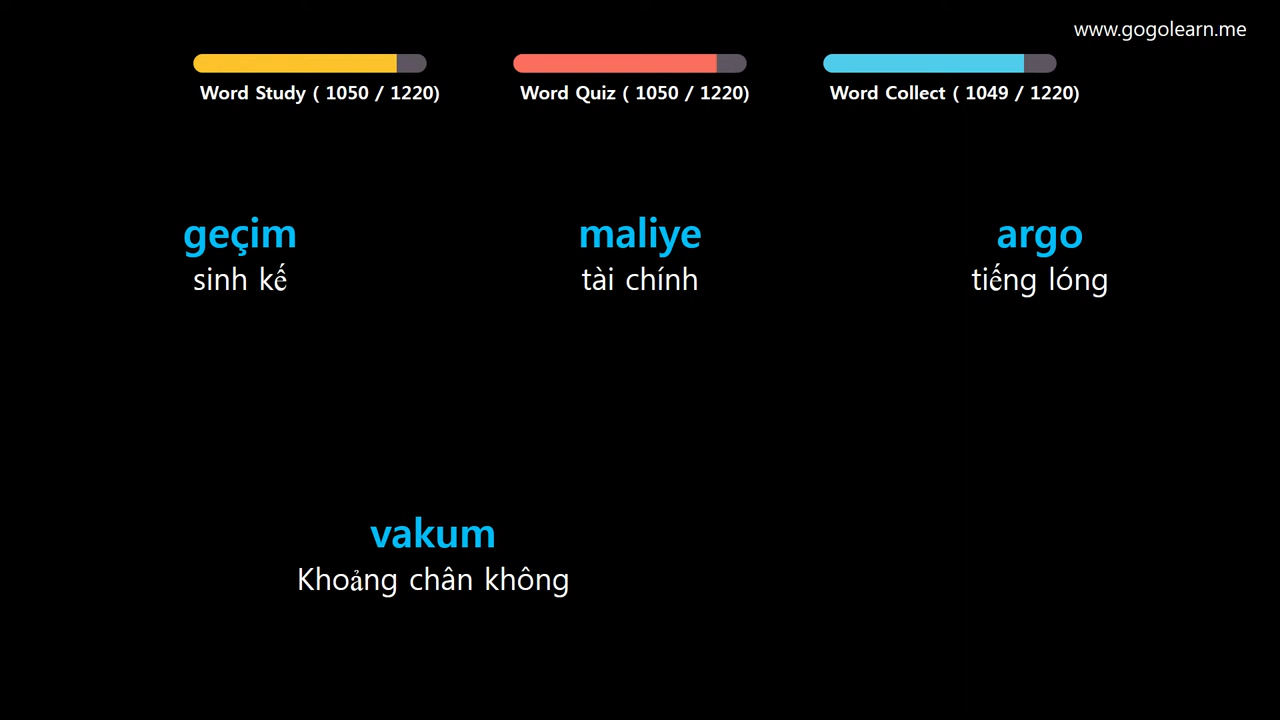 www.gogolearn.me
Word Study ( 1050 / 1220)
Word Quiz ( 1050 / 1220)
Word Collect ( 1049 / 1220)
geçim
sinh kế
maliye
tài chính
argo
tiếng lóng
vakum
Khoảng chân không